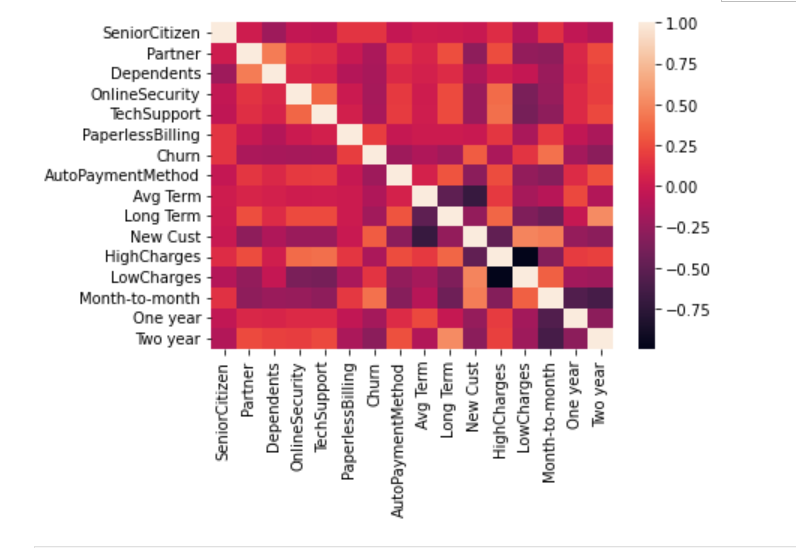 SeniorCitizen
Partner
Dependents
OnlineSecurity
TechSupport
PaperlessBilling
Churn
AutoPaymentMethod
Avg Term
Long Term
New Cust
HighCharges
LowCharges
Month-to-month
One year
Two year
SeniorCitizen
Partner
Dependents
OnlineSecurity
TechSupport
PaperlessBilling
Churn
AutoPaymentMethod
Avg Term
Long Term
New Cust
HighCharges
LowCharges
Month-to-month
One year
Two year
1.00
0.75
0.50
0.25
0.00
−0.25
−0.50
−0.75